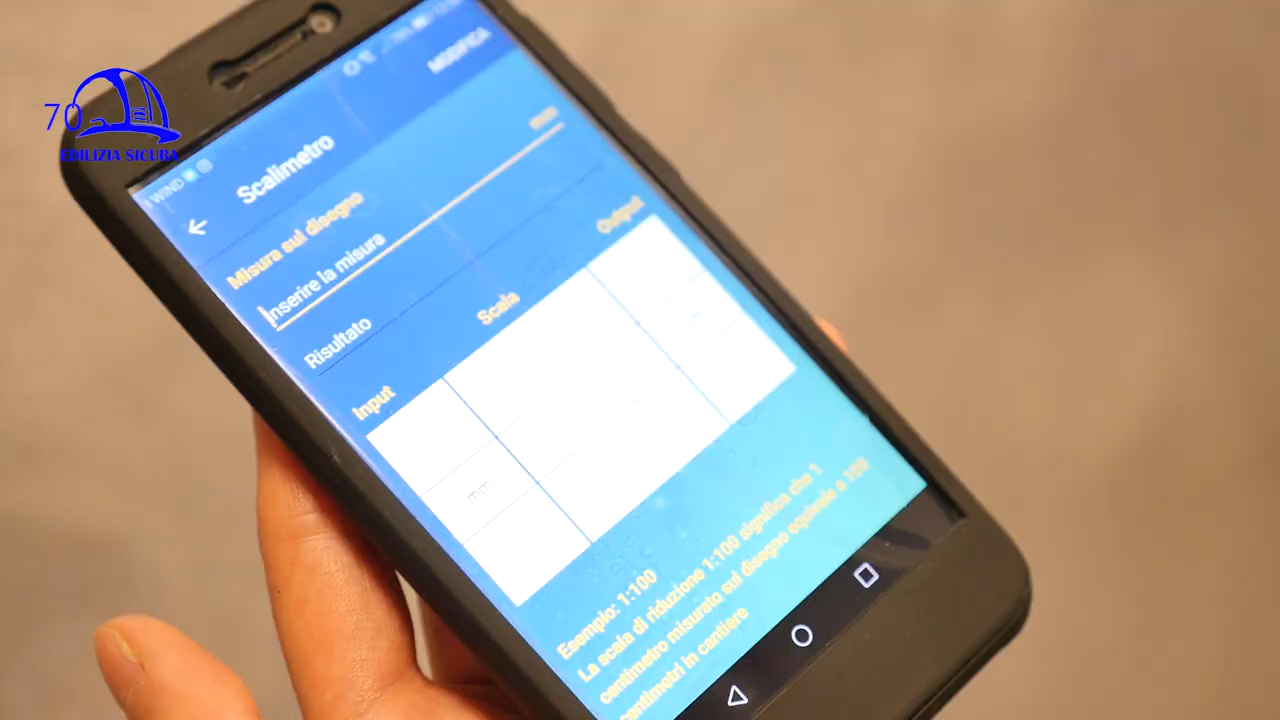 70
EDILIZIA SICURA
WIND
MODIFICA
Scalimetro
Misura sul disegno
Inserire la misura
Risultato
Input
Scala
Output
mm
Esempio: 1:100
La scala di riduzione 1:100 significa che 1
centimetro misurato sul disegno equivale a 100
centimetri in cantiere